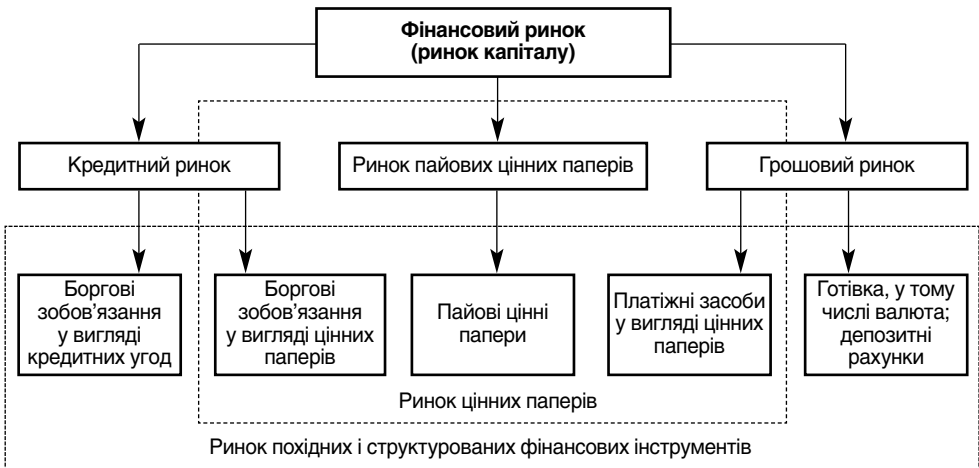 Фінансовий ринок
(ринок капіталу)
Кредитний ринок
Ринок пайових цінних паперів
Грошовий ринок
Боргові
зобов’язання
у вигляді
кредитних угод
Боргові
зобов’язання
у вигляді цінних
паперів
Пайові цінні
папери
Платіжні засоби
у вигляді цінних
паперів
Готівка, у тому
числі валюта;
депозитні
рахунки
Ринок цінних паперів
Ринок похідних і структурованих фінансових інструментів